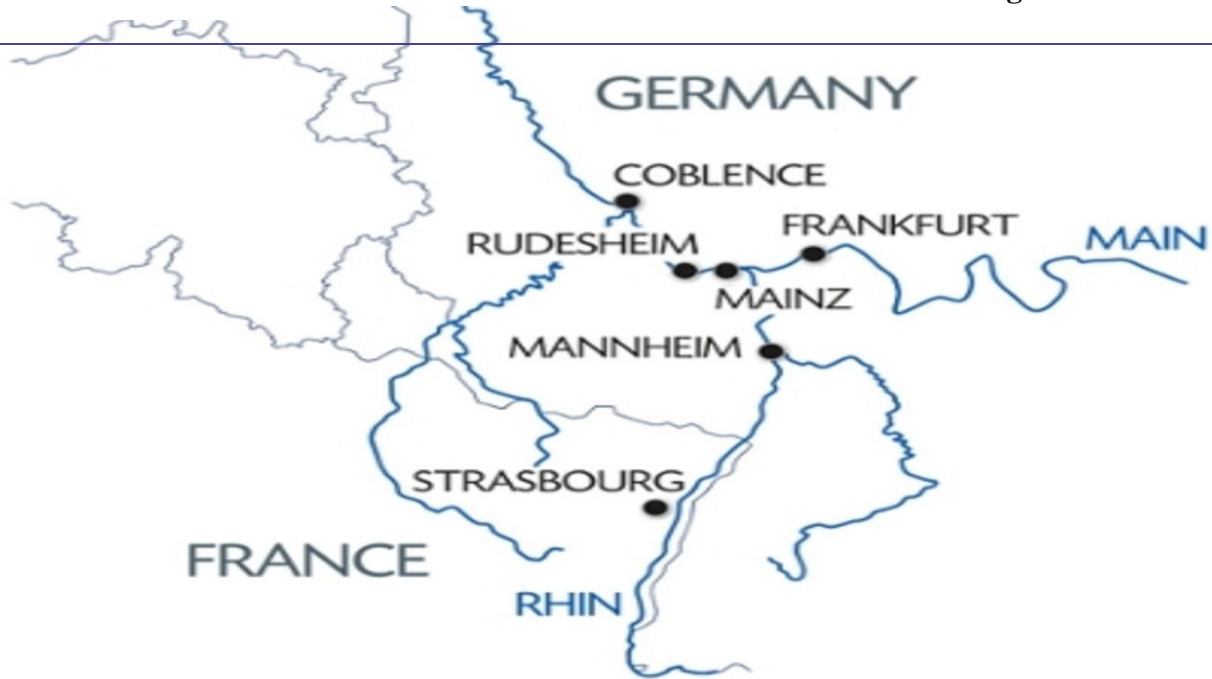 GERMANY
COBLENCE
FRANKFURT
MAIN
RUDESHEIM
MAINZ
MANNHEIM
STRASBOURG
FRANCE
RHIN